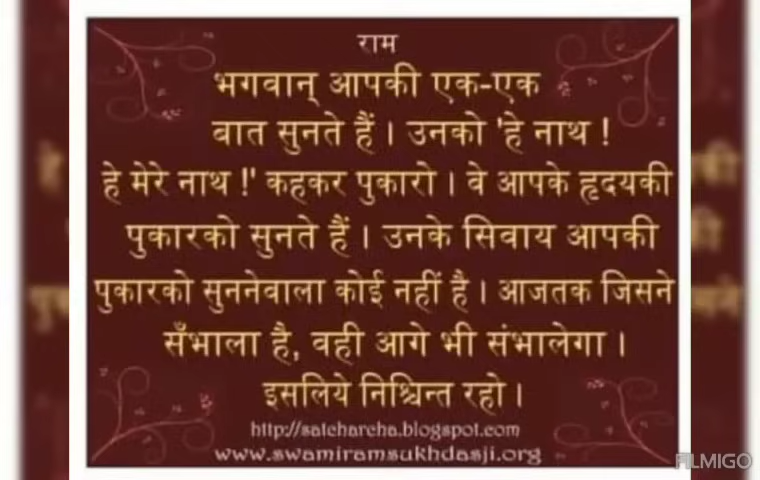 राम
भगवान् आपकी एक-एक
बात सुनते हैं । उनको 'हे नाथ !
हे मेरे नाथ !' कहकर पुकारो । वे आपके हृदयकी
पुकारको सुनते हैं । उनके सिवाय आपकी
पुकारको सुननेवाला कोई नहीं है । आजतक जिसने
सँभाला है, वही आगे भी संभालेगा ।
इसलिये निश्चिन्त रहो ।
http://satcharcha.blogspot.com
www.swamiramsukhdasji.org
FILMIGO